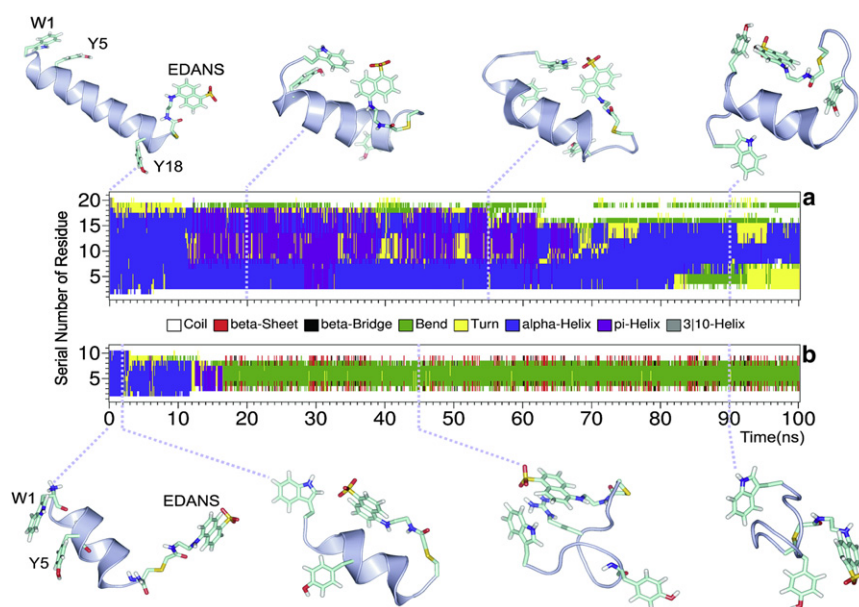 W1
Y5
EDANS
Y18
a
20
15
10
5
Serial Number of Residue
Coil beta-Sheet beta-Bridge Bend Turn alpha-Helix pi-Helix 3|10-Helix
b
10
5
0 10 20 30 40 50 60 70 80 90 100
Time(ns)
W1
EDANS
Y5